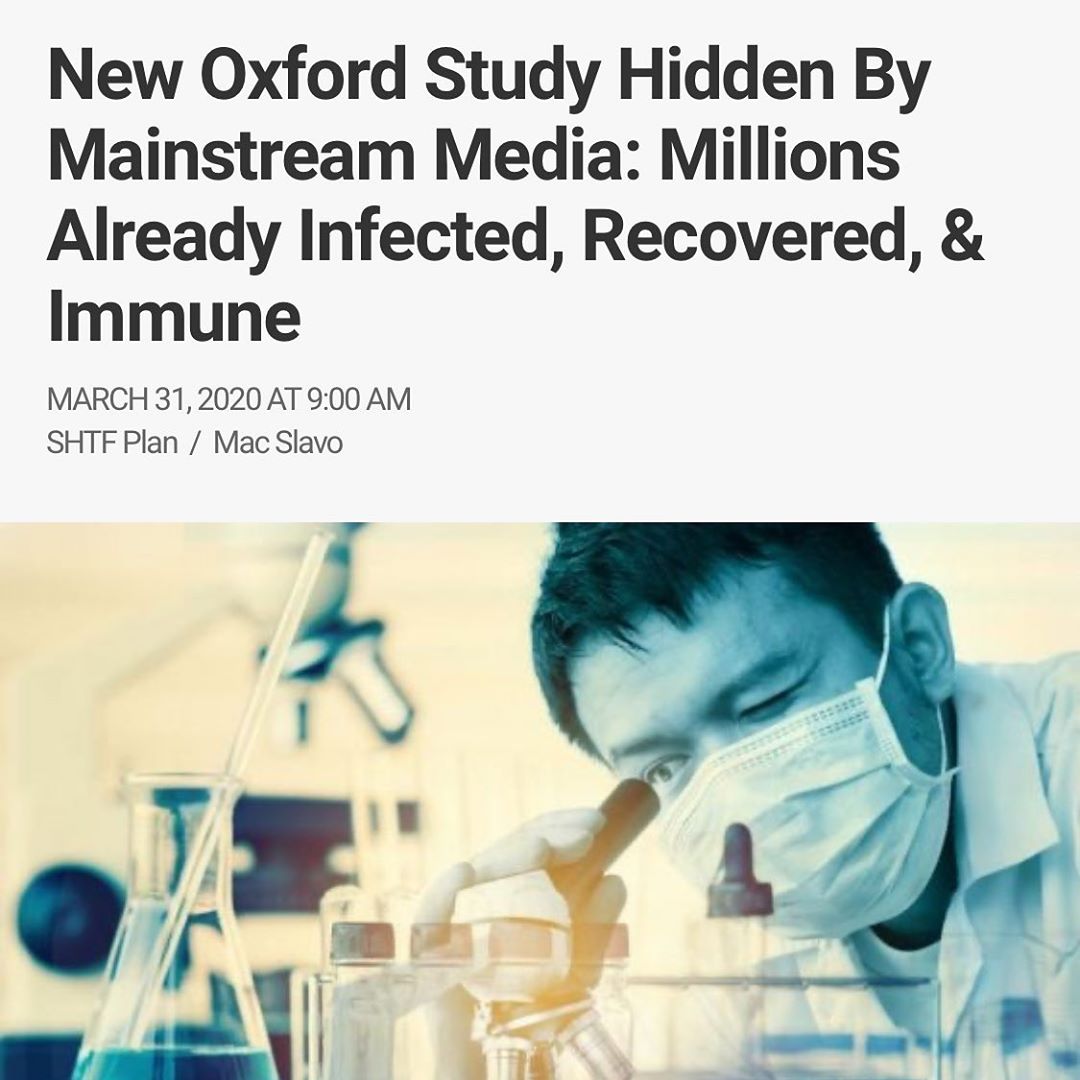 New Oxford Study Hidden By
Mainstream Media: Millions
Already Infected, Recovered, &
Immune
MARCH 31, 2020 AT 9:00 AM
SHTF Plan / Mac Slavo